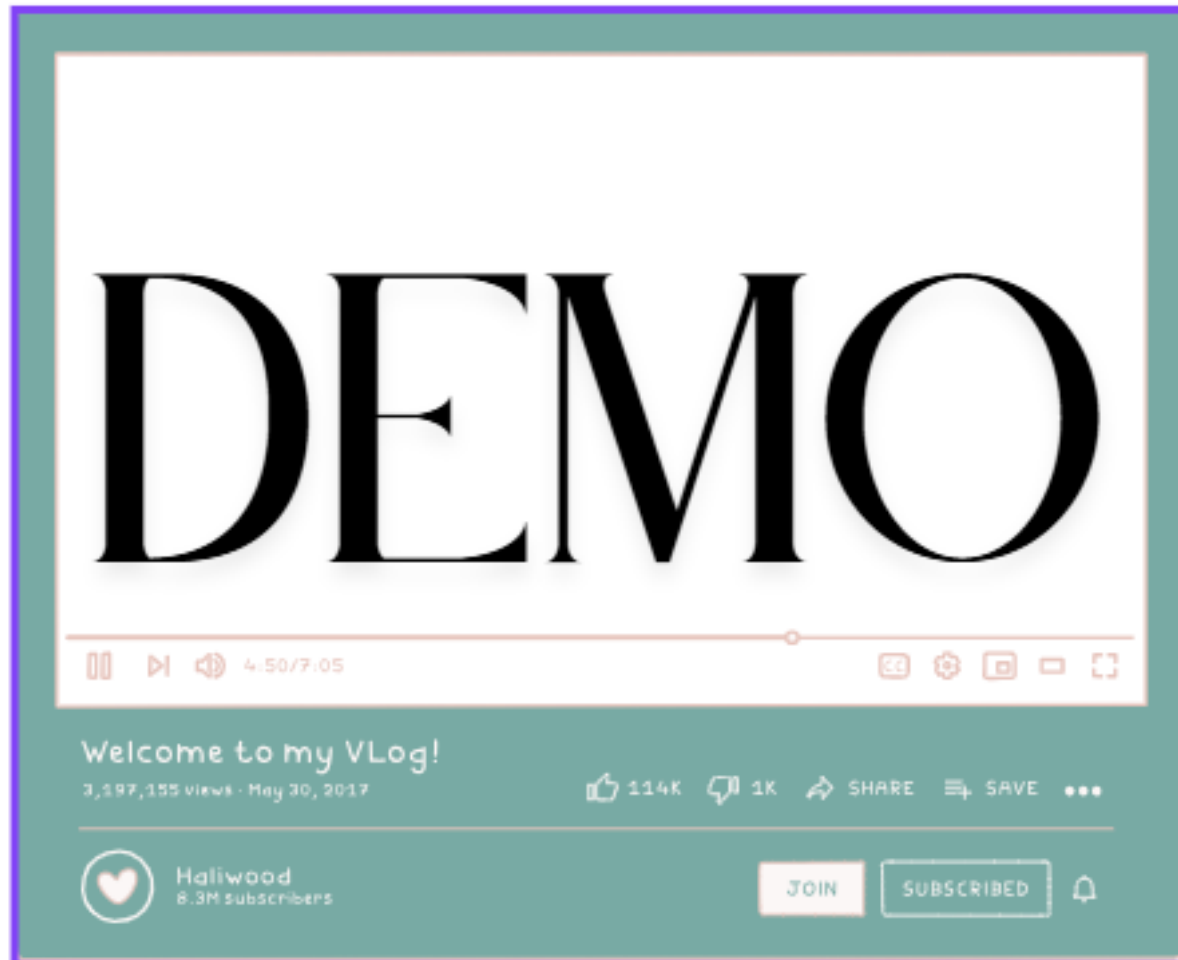 DEMO
4:50/7:05
CC
Welcome to my VLog!
3,197,155 views · May 30, 2017
114K 1K SHARE SAVE
Haliwood
8.3M subscribers
JOIN SUBSCRIBED